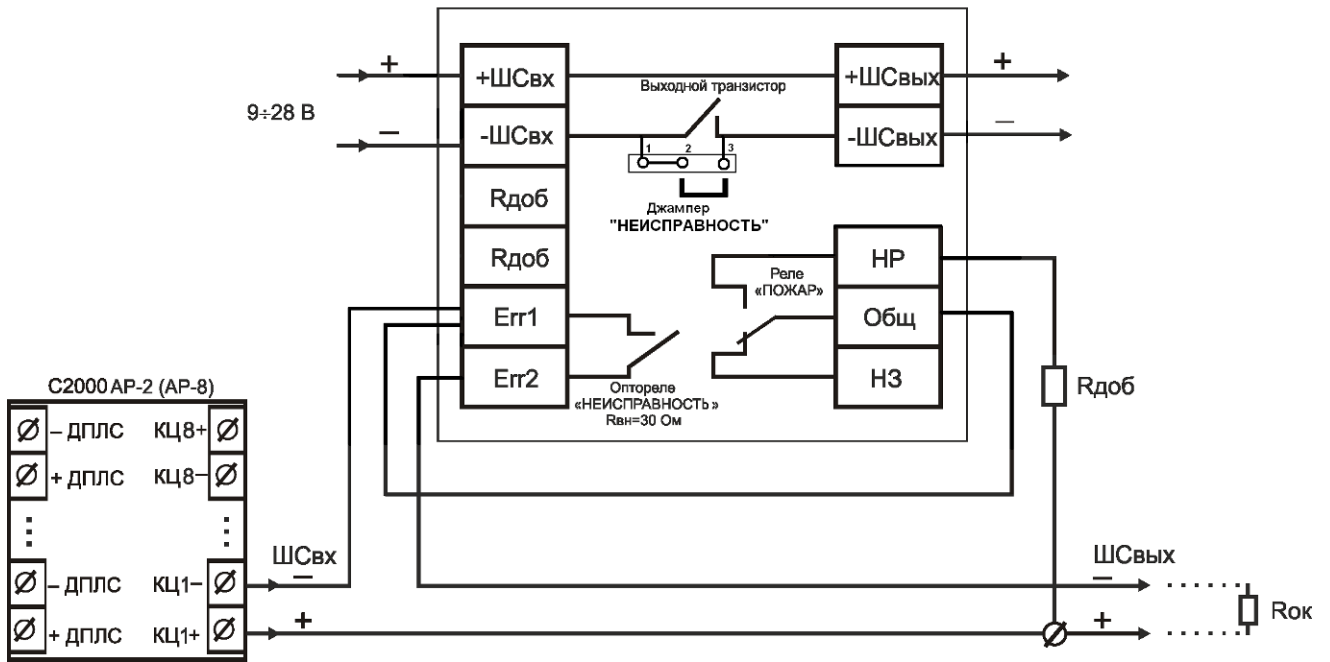 + +ШСвх +ШСвых +
Выходной транзистор
9÷28 В
– -ШСвх -ШСвых –
1 2 3
Rдоб
Джампер
"НЕИСПРАВНОСТЬ"
Rдоб НР
Реле
«ПОЖАР»
Err1 Общ
Err2 НЗ
Оптореле
«НЕИСПРАВНОСТЬ»
Rвн=30 Ом
Rдоб
С2000 АР-2 (АР-8)
– ДПЛС КЦ8+
+ ДПЛС КЦ8–
ШСвх ШСвых
– ДПЛС КЦ1– – –
+ ДПЛС КЦ1+ + +
Rок